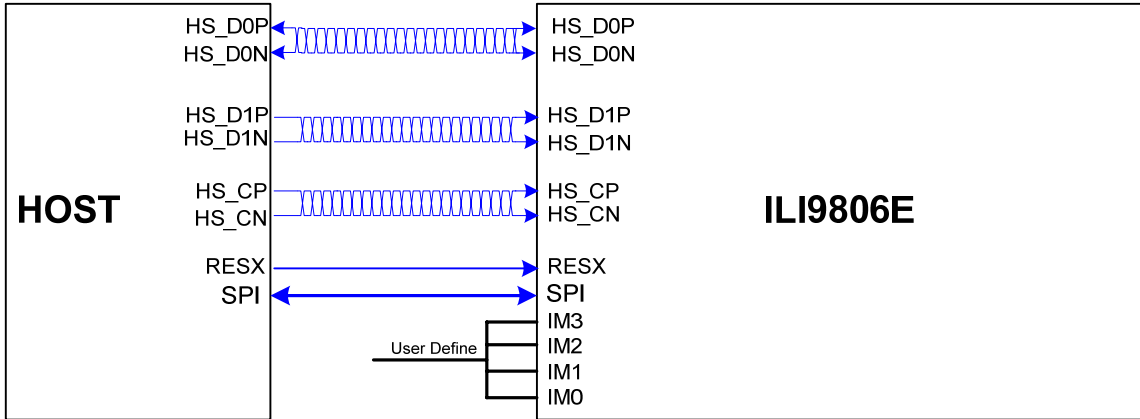 HS_D0P HS_D0P
HS_D0N HS_D0N
HS_D1P HS_D1P
HS_D1N HS_D1N
HS_CP HS_CP
HOST HS_CN HS_CN ILI9806E
RESX RESX
SPI SPI
IM3
User Define IM2
IM1
IM0